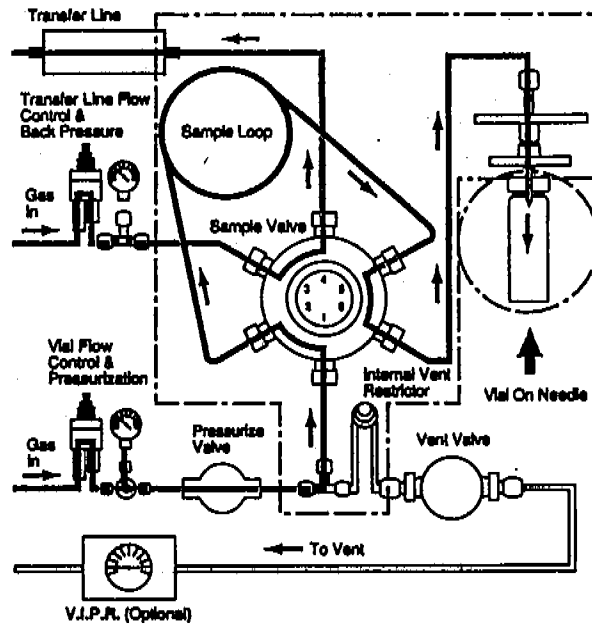 Transfer Line
Transfer Line Flow
Control &
Back Pressure
Sample Loop
Gas
In
Sample Valve
3 4 5
2 1 6
Vial Flow
Control &
Pressurization
Internal Vent
Restrictor
Vial On Needle
Gas
In
Pressurize
Valve
Vent Valve
To Vent
V.I.P.R. (Optional)